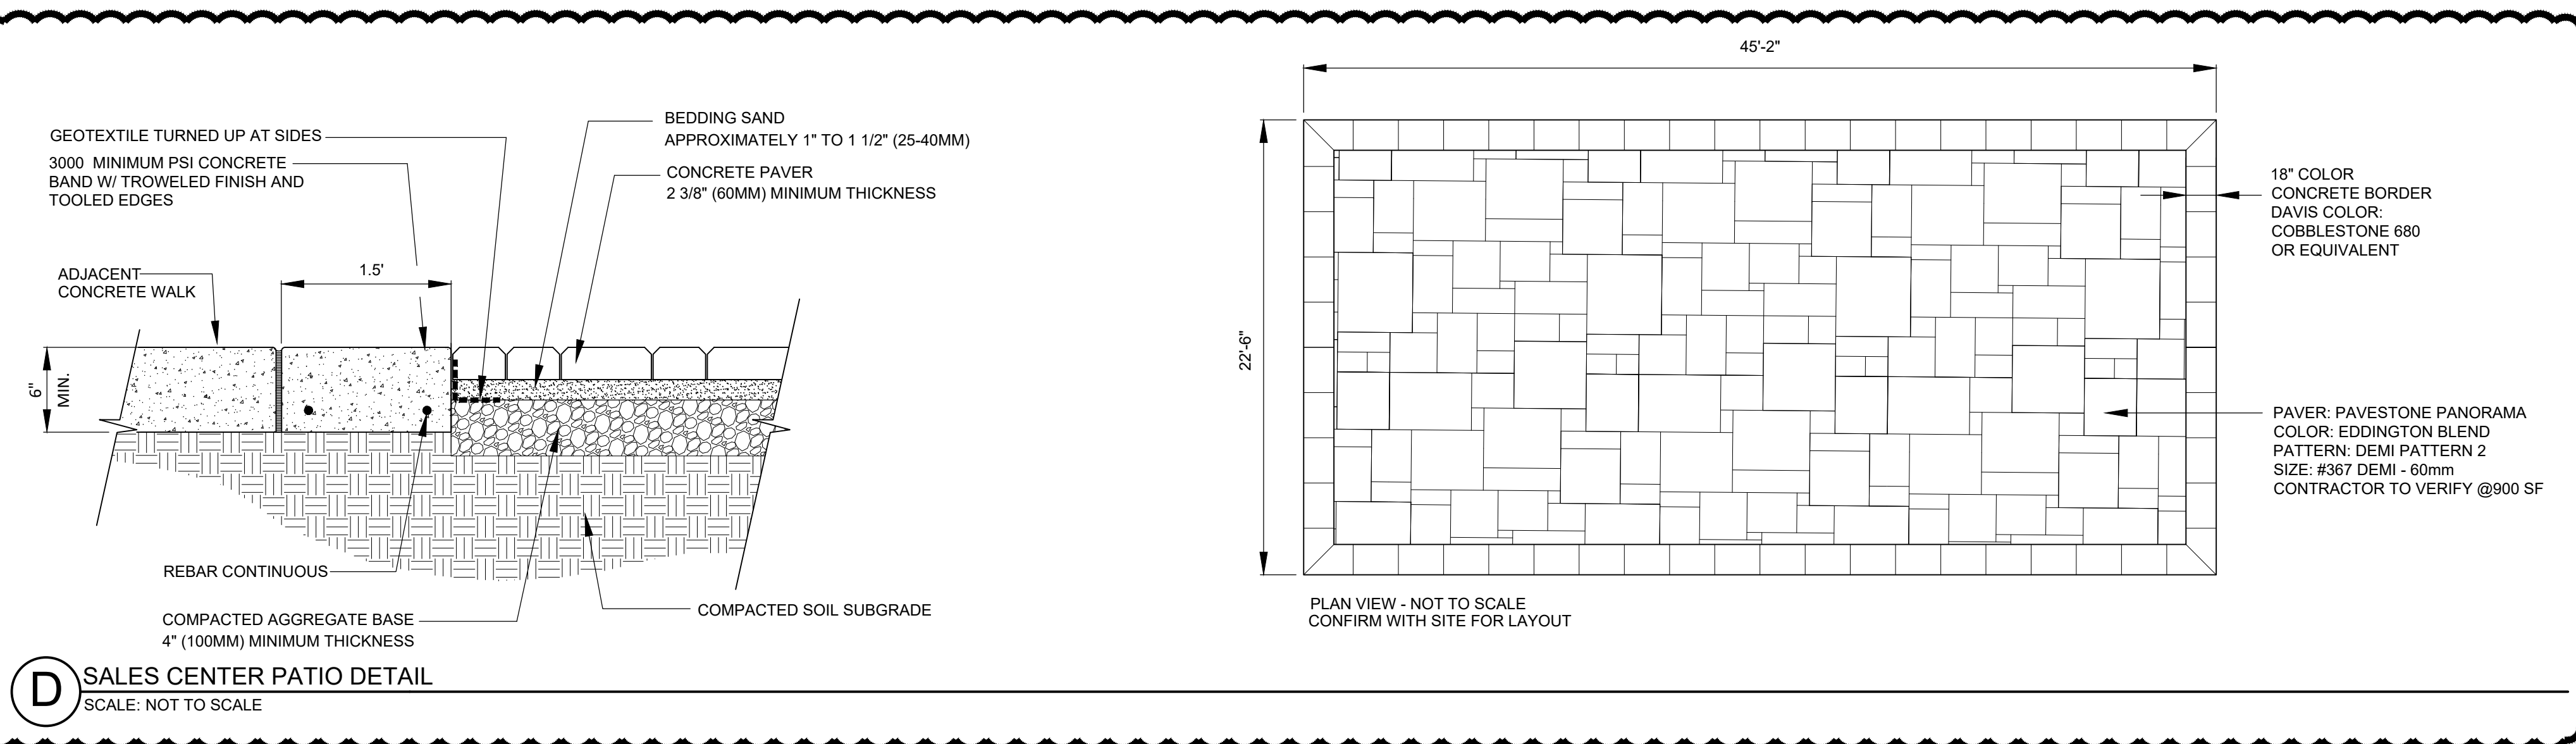 GEOTEXTILE TURNED UP AT SIDES
3000 MINIMUM PSI CONCRETE
BAND W/ TROWELED FINISH AND
TOOLED EDGES
BEDDING SAND
APPROXIMATELY 1" TO 1 1/2" (25-40MM)
CONCRETE PAVER
2 3/8" (60MM) MINIMUM THICKNESS
ADJACENT
CONCRETE WALK
1.5'
6"
MIN.
REBAR CONTINUOUS
COMPACTED AGGREGATE BASE
4" (100MM) MINIMUM THICKNESS
COMPACTED SOIL SUBGRADE
45'-2"
22'-6"
18" COLOR
CONCRETE BORDER
DAVIS COLOR:
COBBLESTONE 680
OR EQUIVALENT
PAVER: PAVESTONE PANORAMA
COLOR: EDDINGTON BLEND
PATTERN: DEMI PATTERN 2
SIZE: #367 DEMI - 60mm
CONTRACTOR TO VERIFY @900 SF
PLAN VIEW - NOT TO SCALE
CONFIRM WITH SITE FOR LAYOUT
D
SALES CENTER PATIO DETAIL
SCALE: NOT TO SCALE